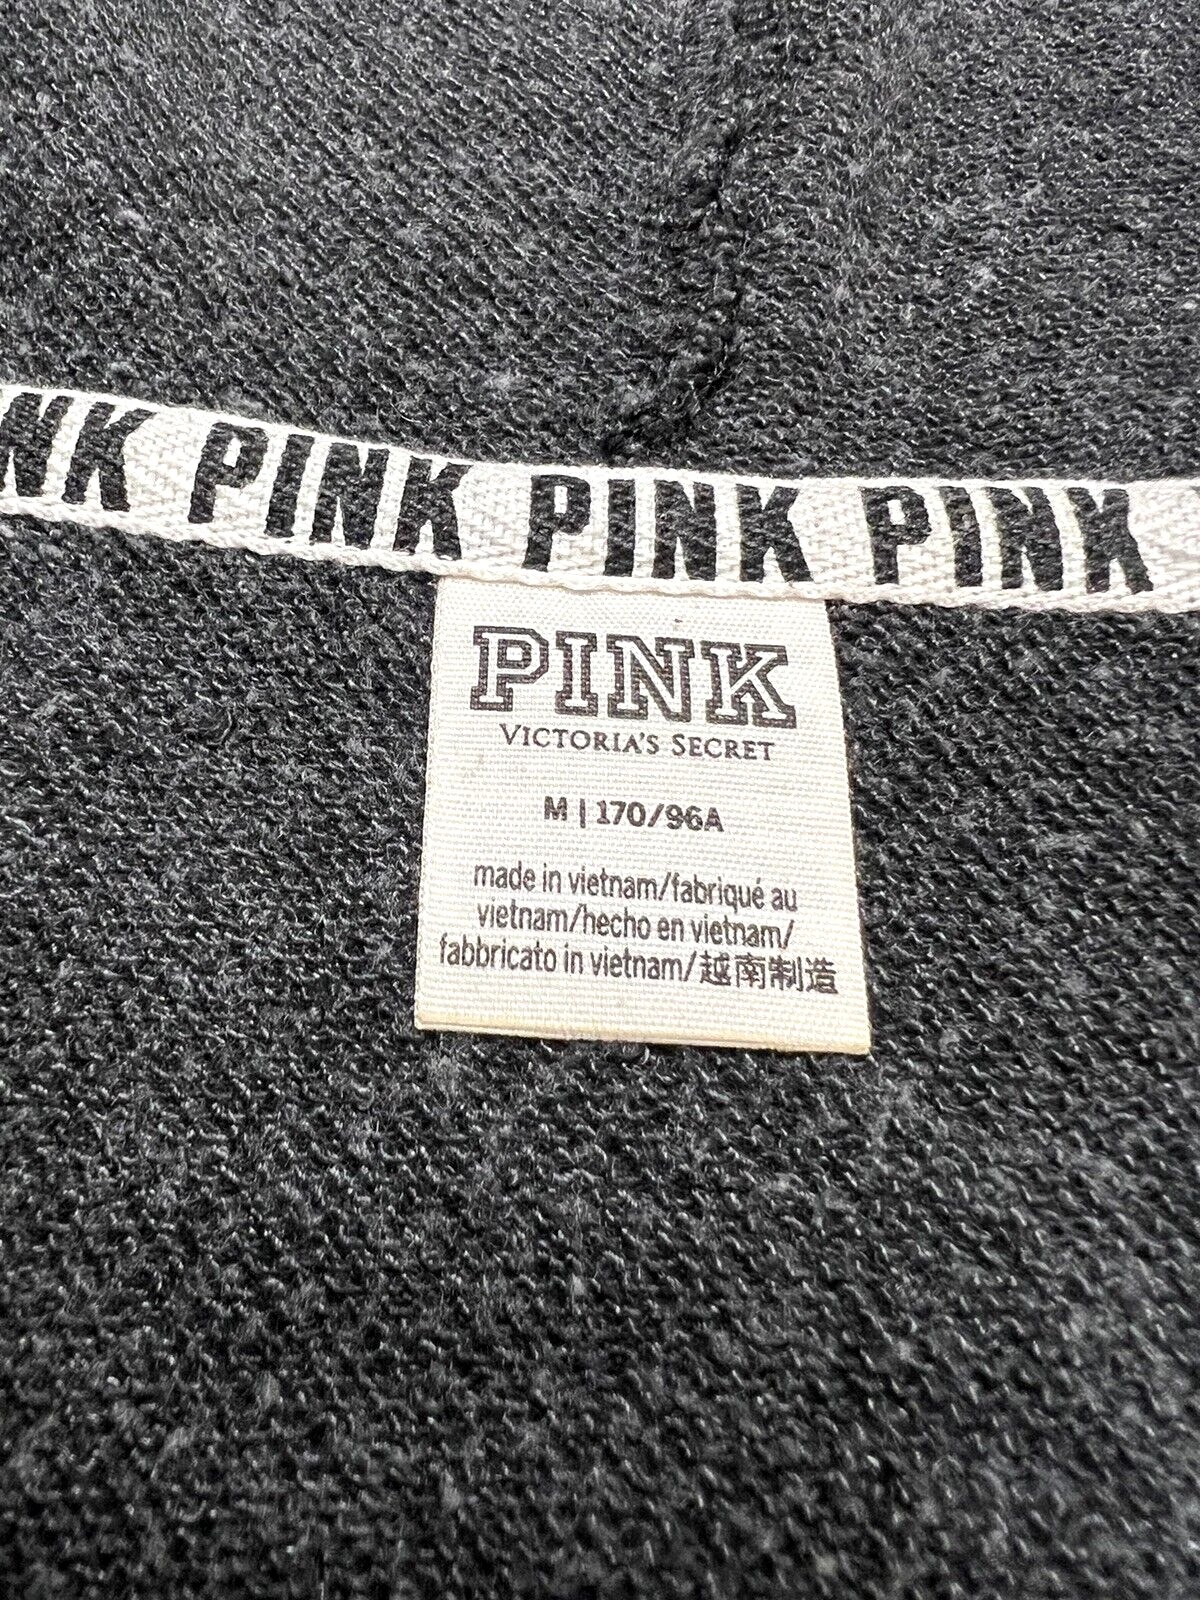 NK PINK PINK PINK
PINK
VICTORIA'S SECRET
M | 170/96A
made in vietnam/fabriqué au
vietnam/hecho en vietnam/
fabbricato in vietnam/越南制造